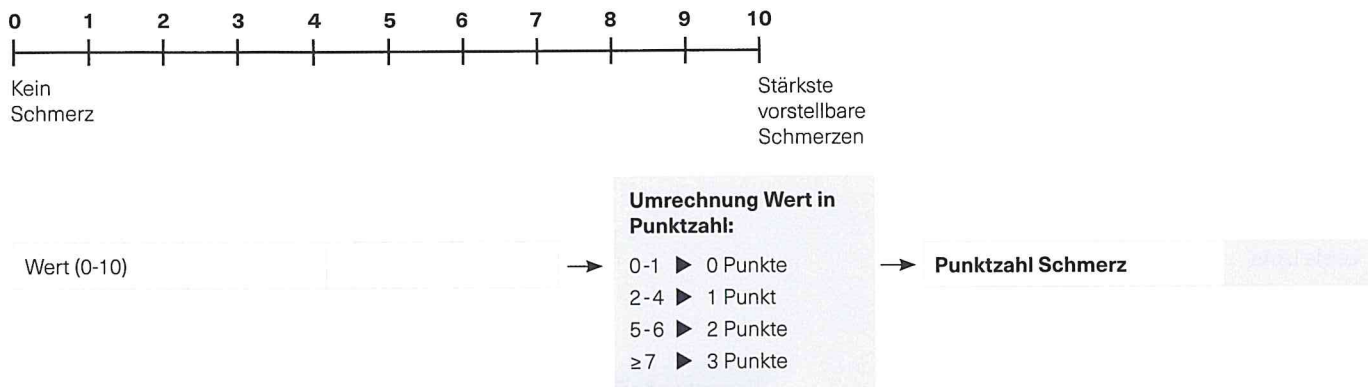 0 1 2 3 4 5 6 7 8 9 10
Kein
Schmerz
Stärkste
vorstellbare
Schmerzen
Umrechnung Wert in
Punktzahl:
Wert (0-10) → 0-1 ▶ 0 Punkte → Punktzahl Schmerz
2-4 ▶ 1 Punkt
5-6 ▶ 2 Punkte
≥7 ▶ 3 Punkte